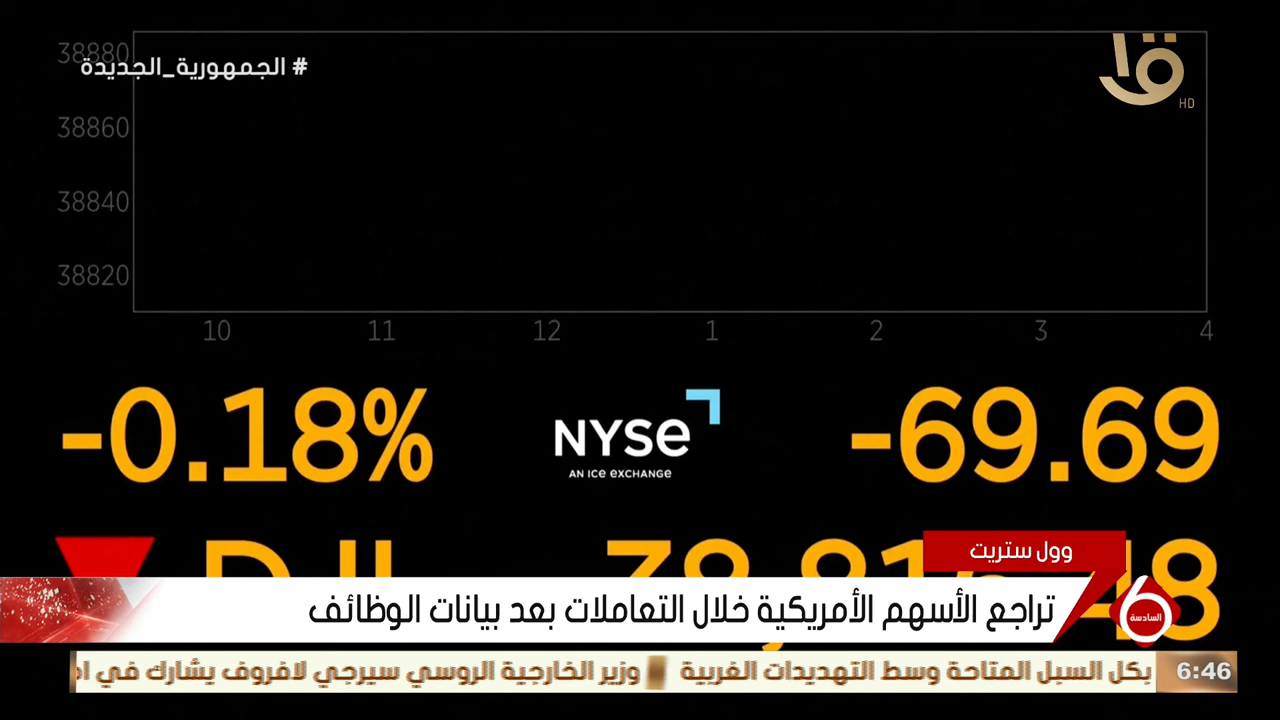 38880
# الجمهورية_الجديدة
HD
38860
38840
38820
10 11 12 1 2 3 4
-0.18% NYSE -69.69
AN ICE EXCHANGE
وول ستريت
تراجع الأسهم الأمريكية خلال التعاملات بعد بيانات الوظائف
6 السادسة
6:46 بكل السبل المتاحة وسط التهديدات الغربية وزير الخارجية الروسي سيرجي لافروف يشارك في